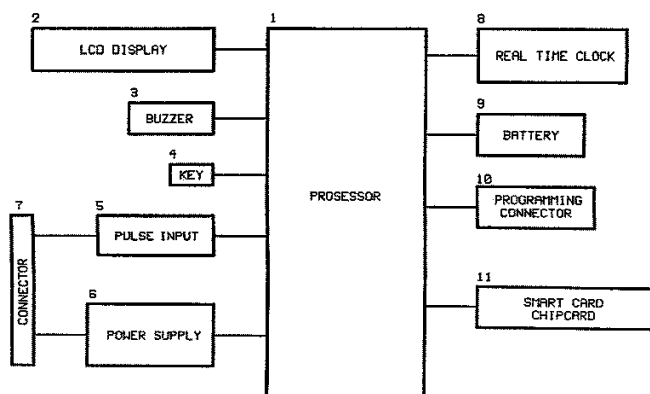 2
LCD DISPLAY
3
BUZZER
4
KEY
7
CONNECTOR
5
PULSE INPUT
6
POWER SUPPLY
1
PROSESSOR
8
REAL TIME CLOCK
9
BATTERY
10
PROGRAMMING
CONNECTOR
11
SMART CARD
CHIPCARD